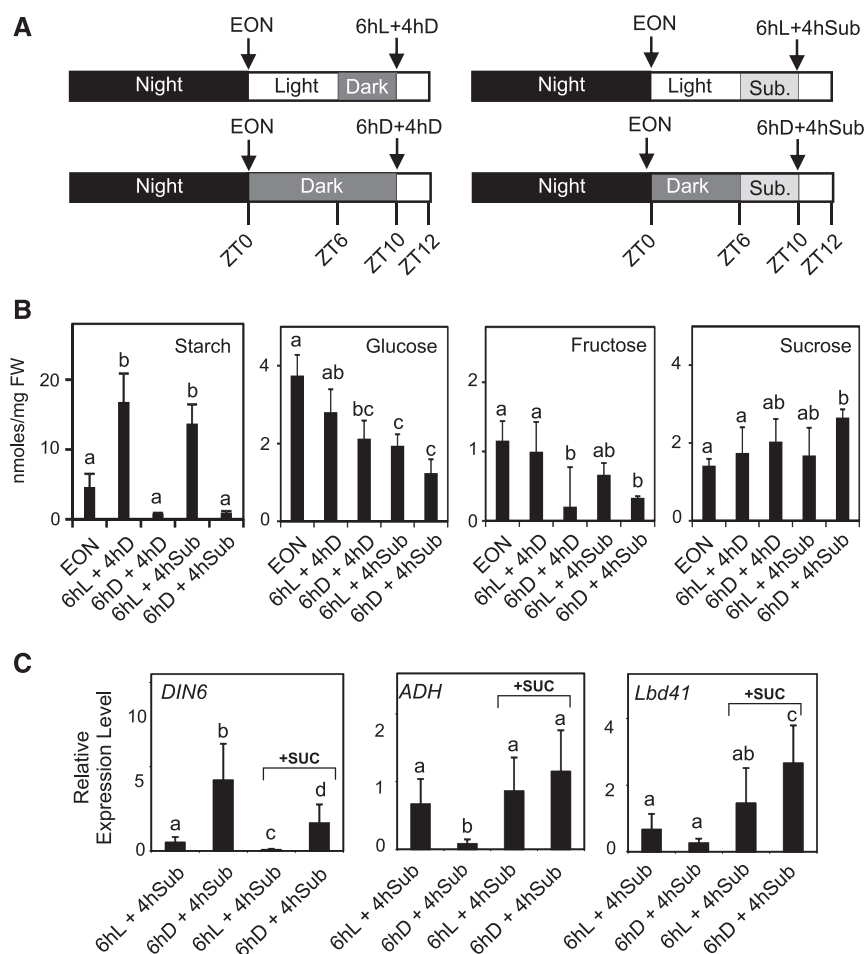 A
EON
6hL+4hD
Night
Light
Dark
EON
6hL+4hSub
Night
Light
Sub.
EON
6hD+4hD
Night
Dark
ZT0
ZT6
ZT10
ZT12
EON
6hD+4hSub
Night
Dark
Sub.
ZT0
ZT6
ZT10
ZT12
B
nmoles/mg FW
Starch
20
10
0
a
b
a
b
a
EON
6hL + 4hD
6hD + 4hD
6hL + 4hSub
6hD + 4hSub
Glucose
4
2
0
a
ab
bc
c
c
EON
6hL + 4hD
6hD + 4hD
6hL + 4hSub
6hD + 4hSub
Fructose
2
1
0
a
a
b
ab
b
EON
6hL + 4hD
6hD + 4hD
6hL + 4hSub
6hD + 4hSub
Sucrose
4
2
0
a
a
ab
ab
b
EON
6hL + 4hD
6hD + 4hD
6hL + 4hSub
6hD + 4hSub
C
Relative
Expression Level
DIN6
10
5
0
+SUC
a
b
c
d
6hL + 4hSub
6hD + 4hSub
6hL + 4hSub
6hD + 4hSub
ADH
2
1
0
+SUC
a
b
a
a
6hL + 4hSub
6hD + 4hSub
6hL + 4hSub
6hD + 4hSub
Lbd41
4
2
0
+SUC
a
a
ab
c
6hL + 4hSub
6hD + 4hSub
6hL + 4hSub
6hD + 4hSub